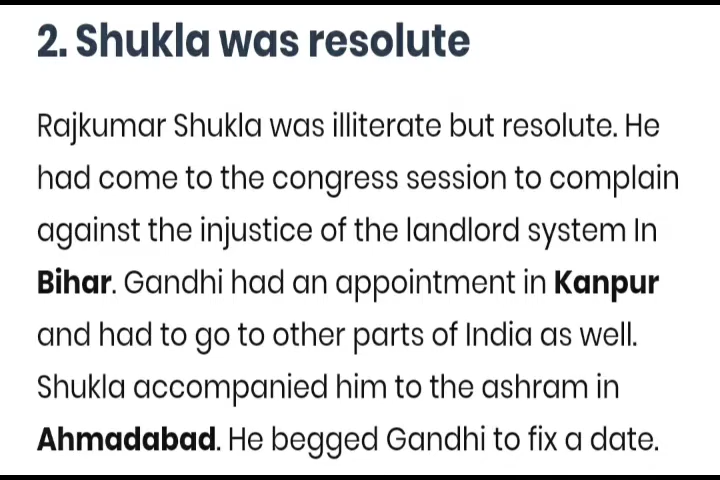 2. Shukla was resolute
Rajkumar Shukla was illiterate but resolute. He
had come to the congress session to complain
against the injustice of the landlord system In
Bihar. Gandhi had an appointment in Kanpur
and had to go to other parts of India as well.
Shukla accompanied him to the ashram in
Ahmadabad. He begged Gandhi to fix a date.